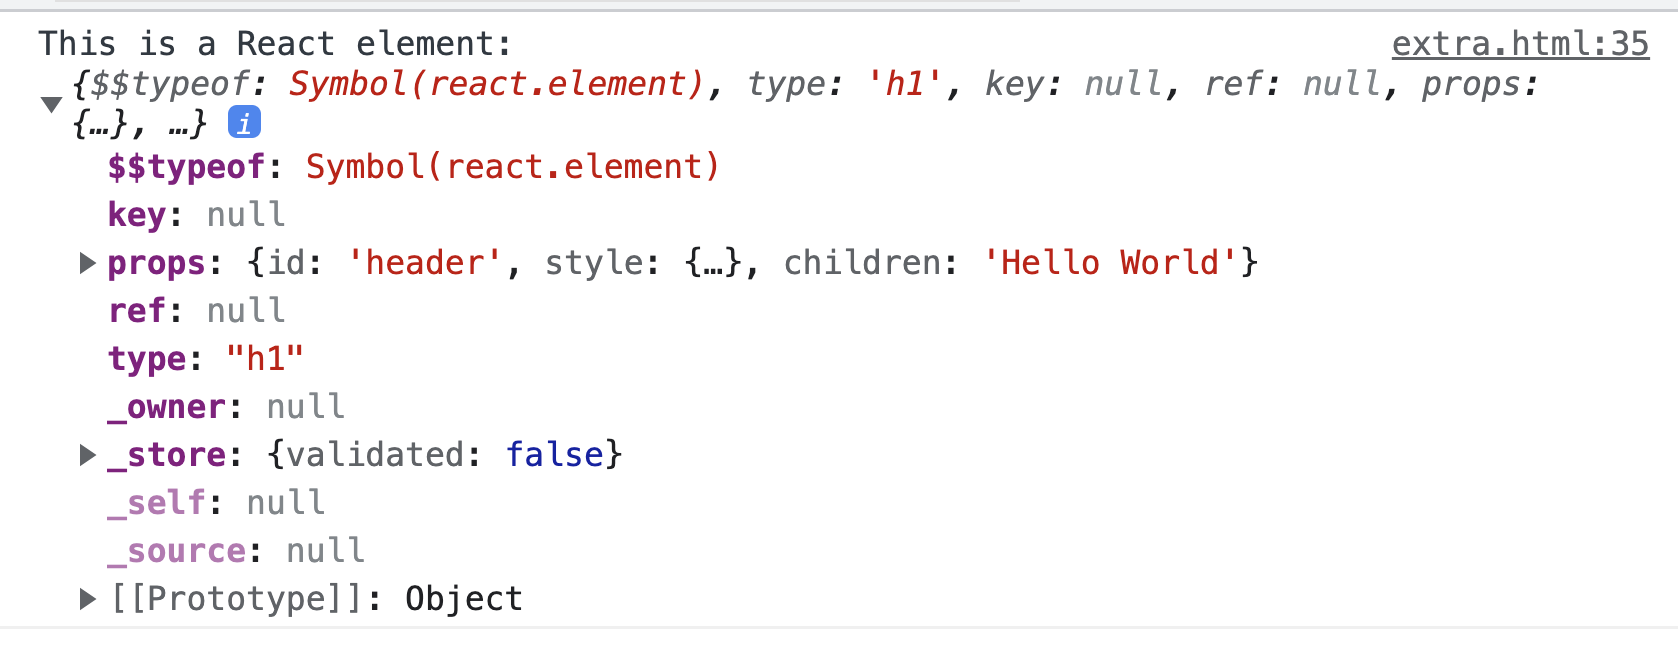 This is a React element: extra.html:35
{$$typeof: Symbol(react.element), type: 'h1', key: null, ref: null, props:
{…}, …} i
$$typeof: Symbol(react.element)
key: null
props: {id: 'header', style: {…}, children: 'Hello World'}
ref: null
type: "h1"
_owner: null
_store: {validated: false}
_self: null
_source: null
[[Prototype]]: Object